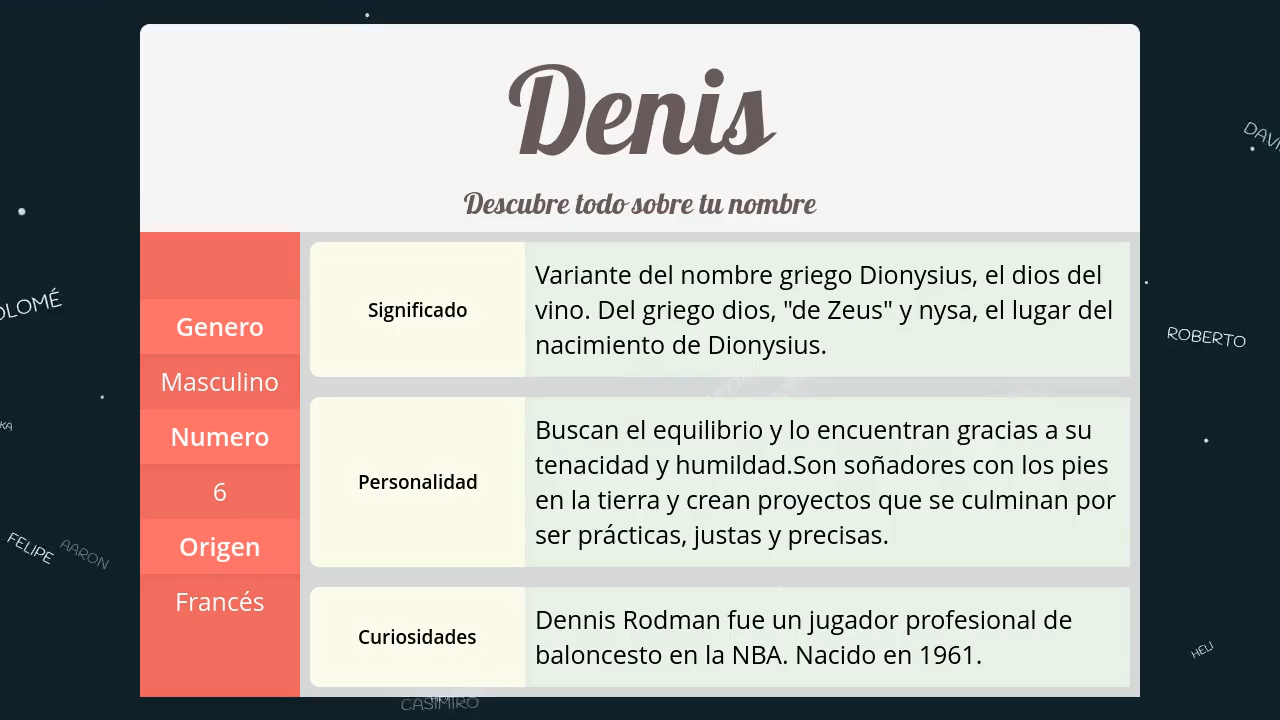 Denis
Descubre todo sobre tu nombre
Genero
Masculino
Numero
6
Origen
Francés
Significado
Variante del nombre griego Dionysius, el dios del
vino. Del griego dios, "de Zeus" y nysa, el lugar del
nacimiento de Dionysius.
Personalidad
Buscan el equilibrio y lo encuentran gracias a su
tenacidad y humildad.Son soñadores con los pies
en la tierra y crean proyectos que se culminan por
ser prácticas, justas y precisas.
Curiosidades
Dennis Rodman fue un jugador profesional de
baloncesto en la NBA. Nacido en 1961.
ROBERTO
FELIPE
AARON
HELI
CASIMIRO